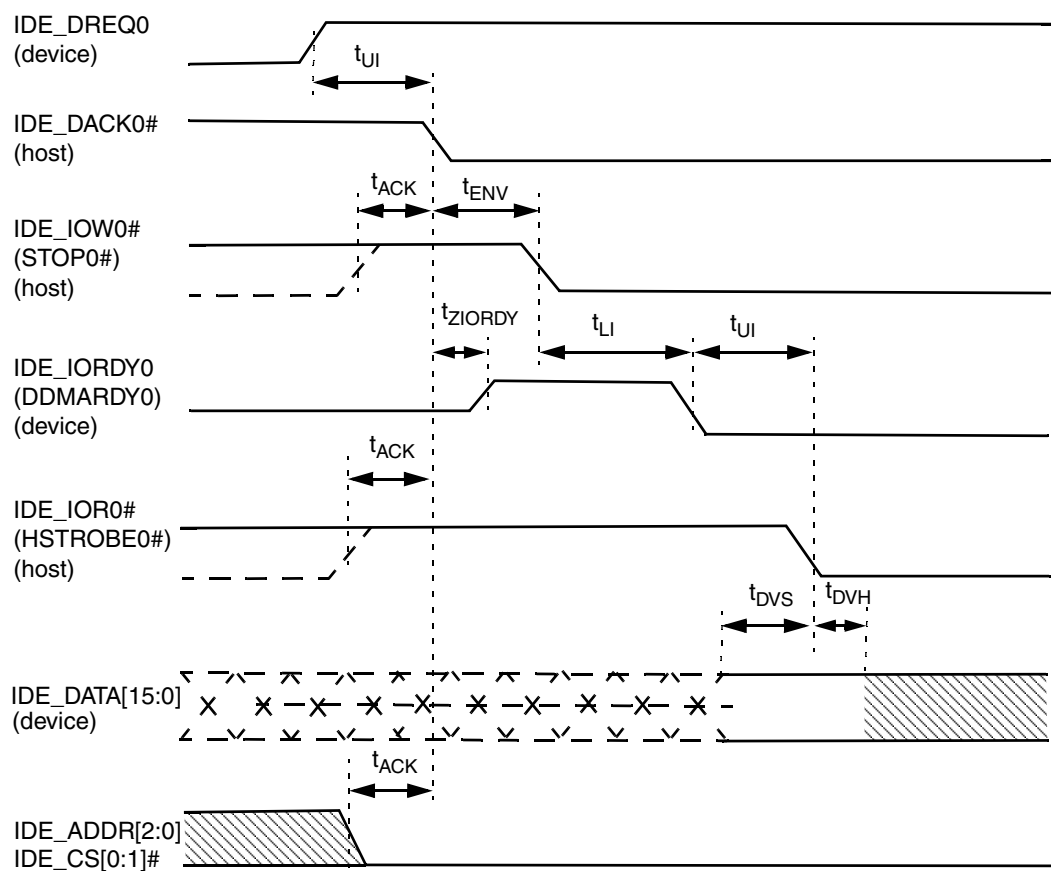 IDE_DREQ0
(device)
tUI
IDE_DACK0#
(host)
tACK
tENV
IDE_IOW0#
(STOP0#)
(host)
tZIORDY
tLI
tUI
IDE_IORDY0
(DDMARDY0)
(device)
tACK
IDE_IOR0#
(HSTROBE0#)
(host)
tDVS
tDVH
IDE_DATA[15:0]
(device)
tACK
IDE_ADDR[2:0]
IDE_CS[0:1]#